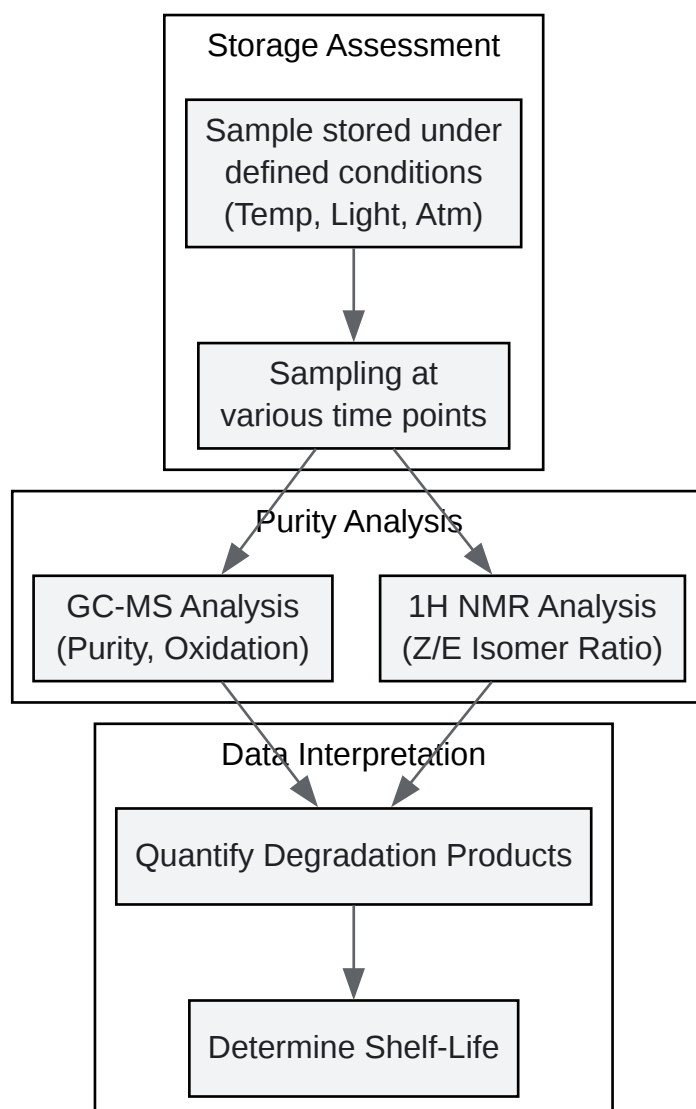 Storage Assessment
Sample stored under
defined conditions
(Temp, Light, Atm)
Sampling at
various time points
Purity Analysis
GC-MS Analysis
(Purity, Oxidation)
1H NMR Analysis
(Z/E Isomer Ratio)
Data Interpretation
Quantify Degradation Products
Determine Shelf-Life